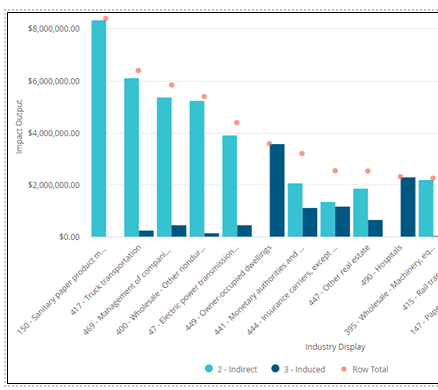 $8,000,000.00
$6,000,000.00
$4,000,000.00
$2,000,000.00
$0.00
Impact Output
150 - Sanitary paper product m...
417 - Truck transportation
469 - Management of compani...
400 - Wholesale - Other nondur...
47 - Electric power transmission...
449 - Owner-occupied dwellings
441 - Monetary authorities and ...
444 - Insurance carriers, except ...
447 - Other real estate
490 - Hospitals
395 - Wholesale - Machinery, eq...
415 - Rail tra
147 - Pape
Industry Display
2 - Indirect
3 - Induced
Row Total